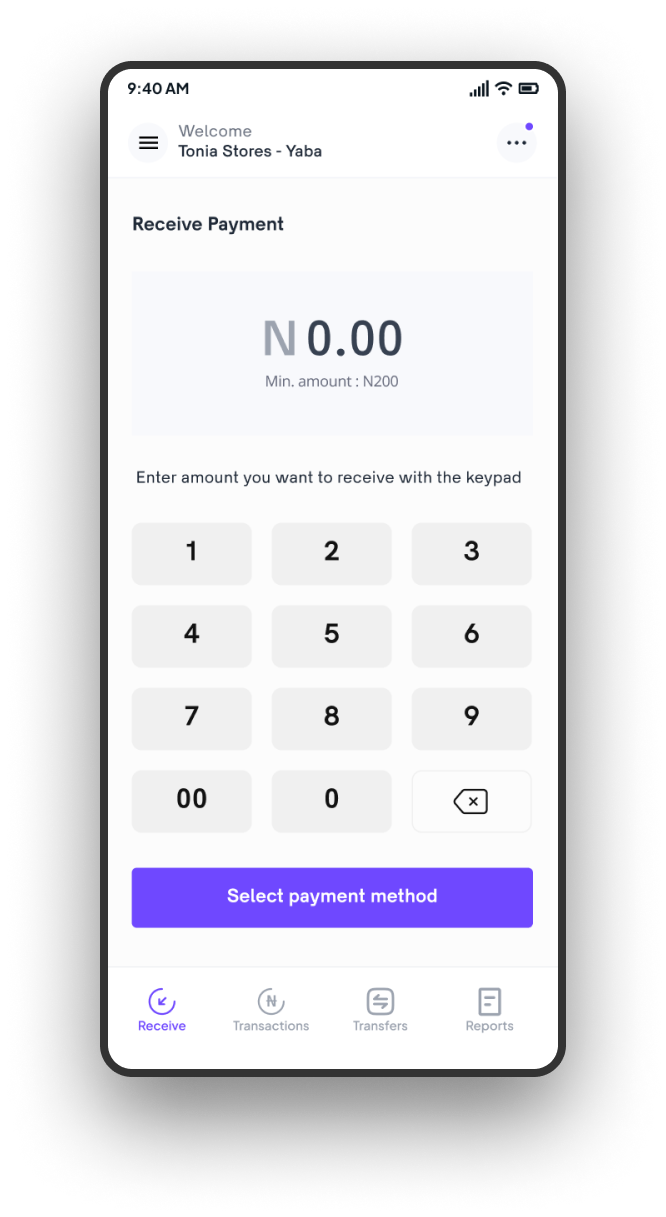 9:40 AM
Welcome
Tonia Stores - Yaba
Receive Payment
N 0.00
Min. amount : N200
Enter amount you want to receive with the keypad
1 2 3
4 5 6
7 8 9
00 0
Select payment method
Receive Transactions Transfers Reports